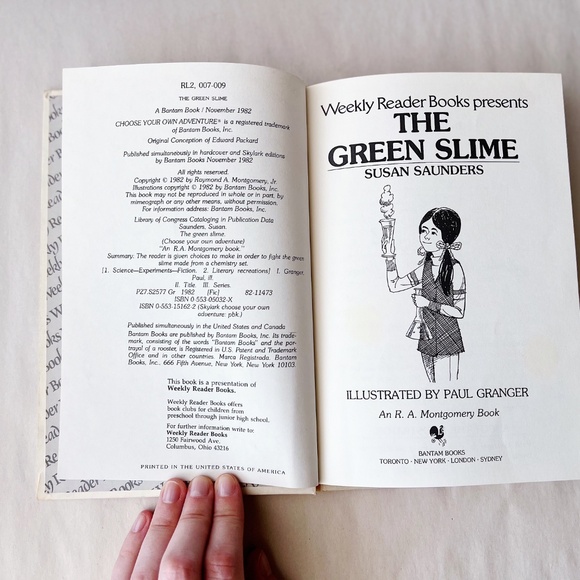 RL2, 007-009
THE GREEN SLIME
A Bantam Book / November 1982
CHOOSE YOUR OWN ADVENTURE® is a registered trademark
of Bantam Books, Inc.
Original Conception of Edward Packard
Published simultaneously in hardcover and Skylark editions
by Bantam Books November 1982
All rights reserved.
Copyright © 1982 by Raymond A. Montgomery, Jr.
Illustrations copyright © 1982 by Bantam Books, Inc.
This book may not be reproduced in whole or in part, by
mimeograph or any other means, without permission.
For information address: Bantam Books, Inc.
Library of Congress Cataloging in Publication Data
Saunders, Susan.
The green slime.
(Choose your own adventure)
"An R.A. Montgomery book."
Summary: The reader is given choices to make in order to fight the green
slime made from a chemistry set.
[1. Science—Experiments—Fiction. 2. Literary recreations] I. Granger,
Paul, ill.
II. Title. III. Series.
PZ7.S2577 Gr 1982 [Fic] 82-11473
ISBN 0-553-05032-X
ISBN 0-553-15162-2 (Skylark choose your own
adventure: pbk.)
Published simultaneously in the United States and Canada
Bantam Books are published by Bantam Books, Inc. Its trade-
mark, consisting of the words "Bantam Books" and the por-
trayal of a rooster, is Registered in U.S. Patent and Trademark
Office and in other countries. Marca Registrada. Bantam
Books, Inc., 666 Fifth Avenue, New York, New York 10103.
This book is a presentation of
Weekly Reader Books.
Weekly Reader Books offers
book clubs for children from
preschool through junior high school.
For further information write to:
Weekly Reader Books
1250 Fairwood Ave.
Columbus, Ohio 43216
PRINTED IN THE UNITED STATES OF AMERICA
Weekly Reader Books presents
THE
GREEN SLIME
SUSAN SAUNDERS
ILLUSTRATED BY PAUL GRANGER
An R. A. Montgomery Book
BANTAM BOOKS
TORONTO · NEW YORK · LONDON · SYDNEY